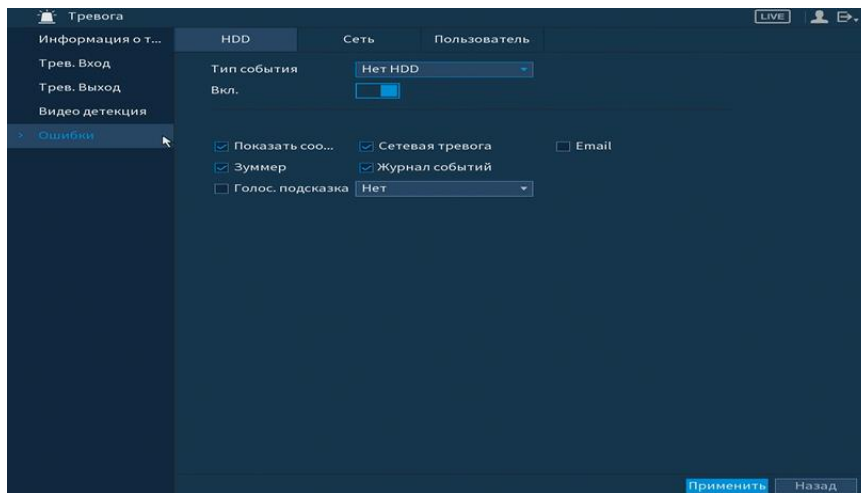 Тревога
LIVE
Информация о т...
HDD
Сеть
Пользователь
Трев. Вход
Тип события
Нет HDD
Трев. Выход
Вкл.
Видео детекция
Ошибки
Показать соо...
Сетевая тревога
Email
Зуммер
Журнал событий
Голос. подсказка
Нет
Применить
Назад